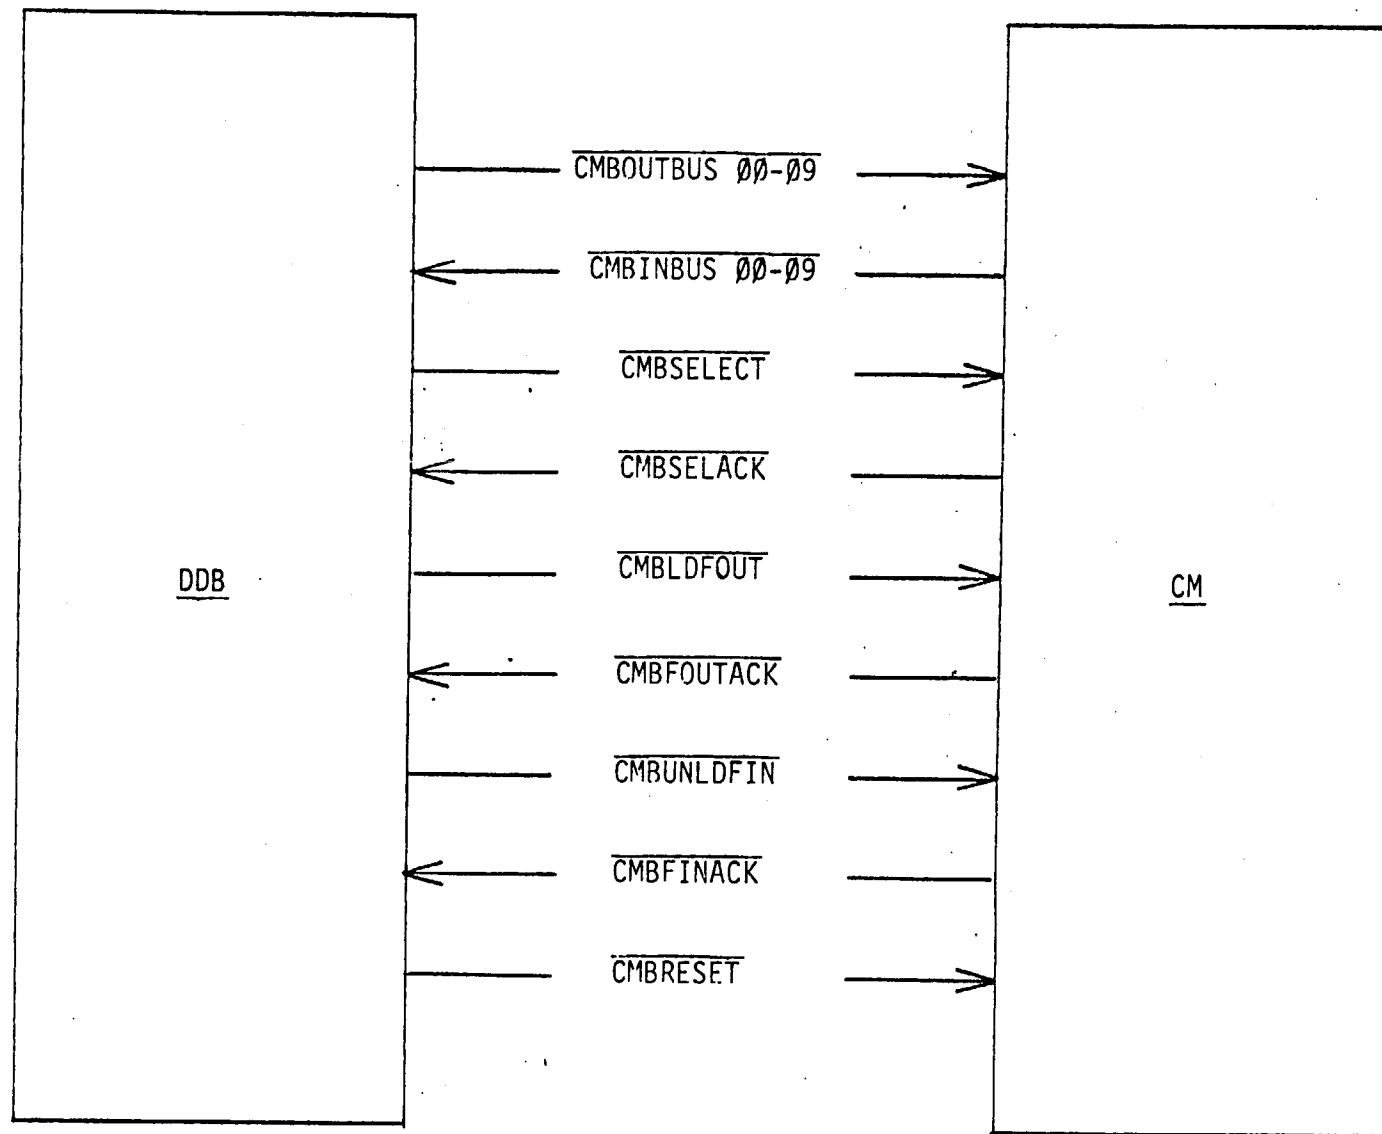 CMBOUTBUS ØØ-Ø9
CMBINBUS ØØ-Ø9
CMBSELECT
CMBSELACK
CMBLDFOUT
DDB
CM
CMBFOUTACK
CMBUNLDFIN
CMBFINACK
CMBRESET